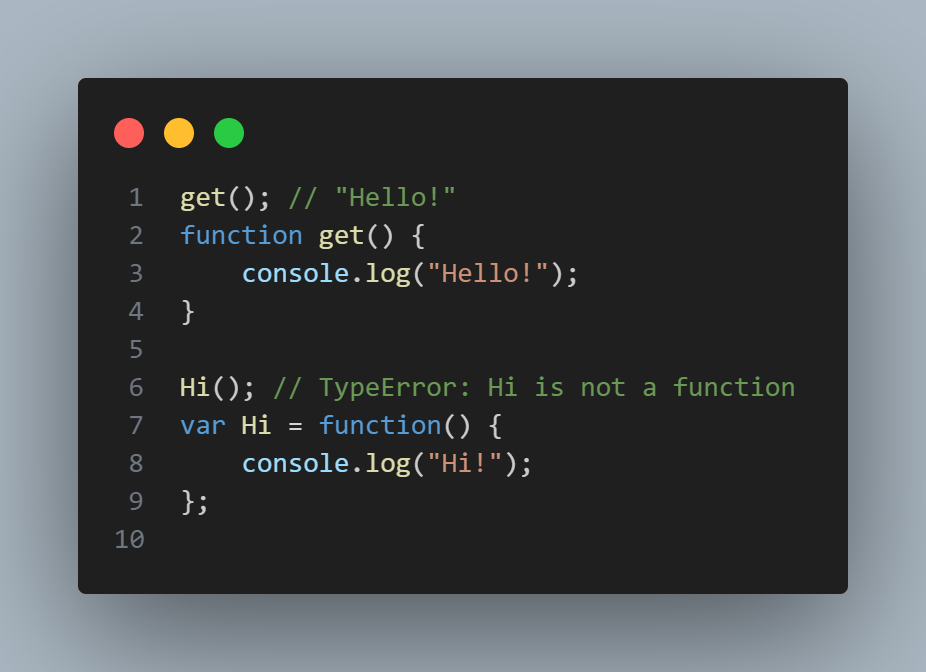 1 get(); // "Hello!"
2 function get() {
3     console.log("Hello!");
4 }
5
6 Hi(); // TypeError: Hi is not a function
7 var Hi = function() {
8     console.log("Hi!");
9 };
10